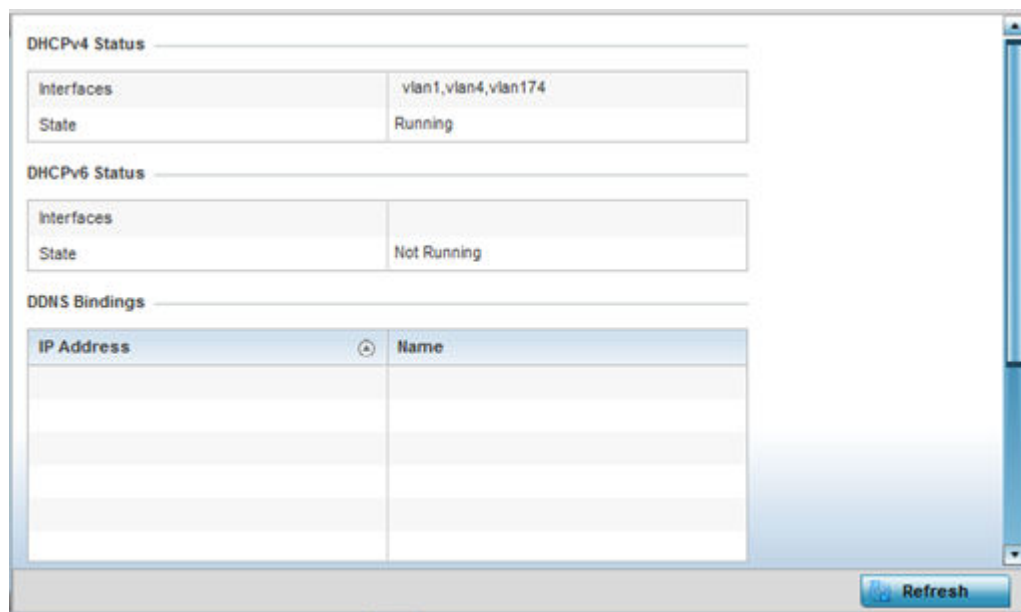 DHCPv4 Status
Interfaces vlan1,vlan4,vlan174
State Running
DHCPv6 Status
Interfaces
State Not Running
DDNS Bindings
IP Address Name
Refresh